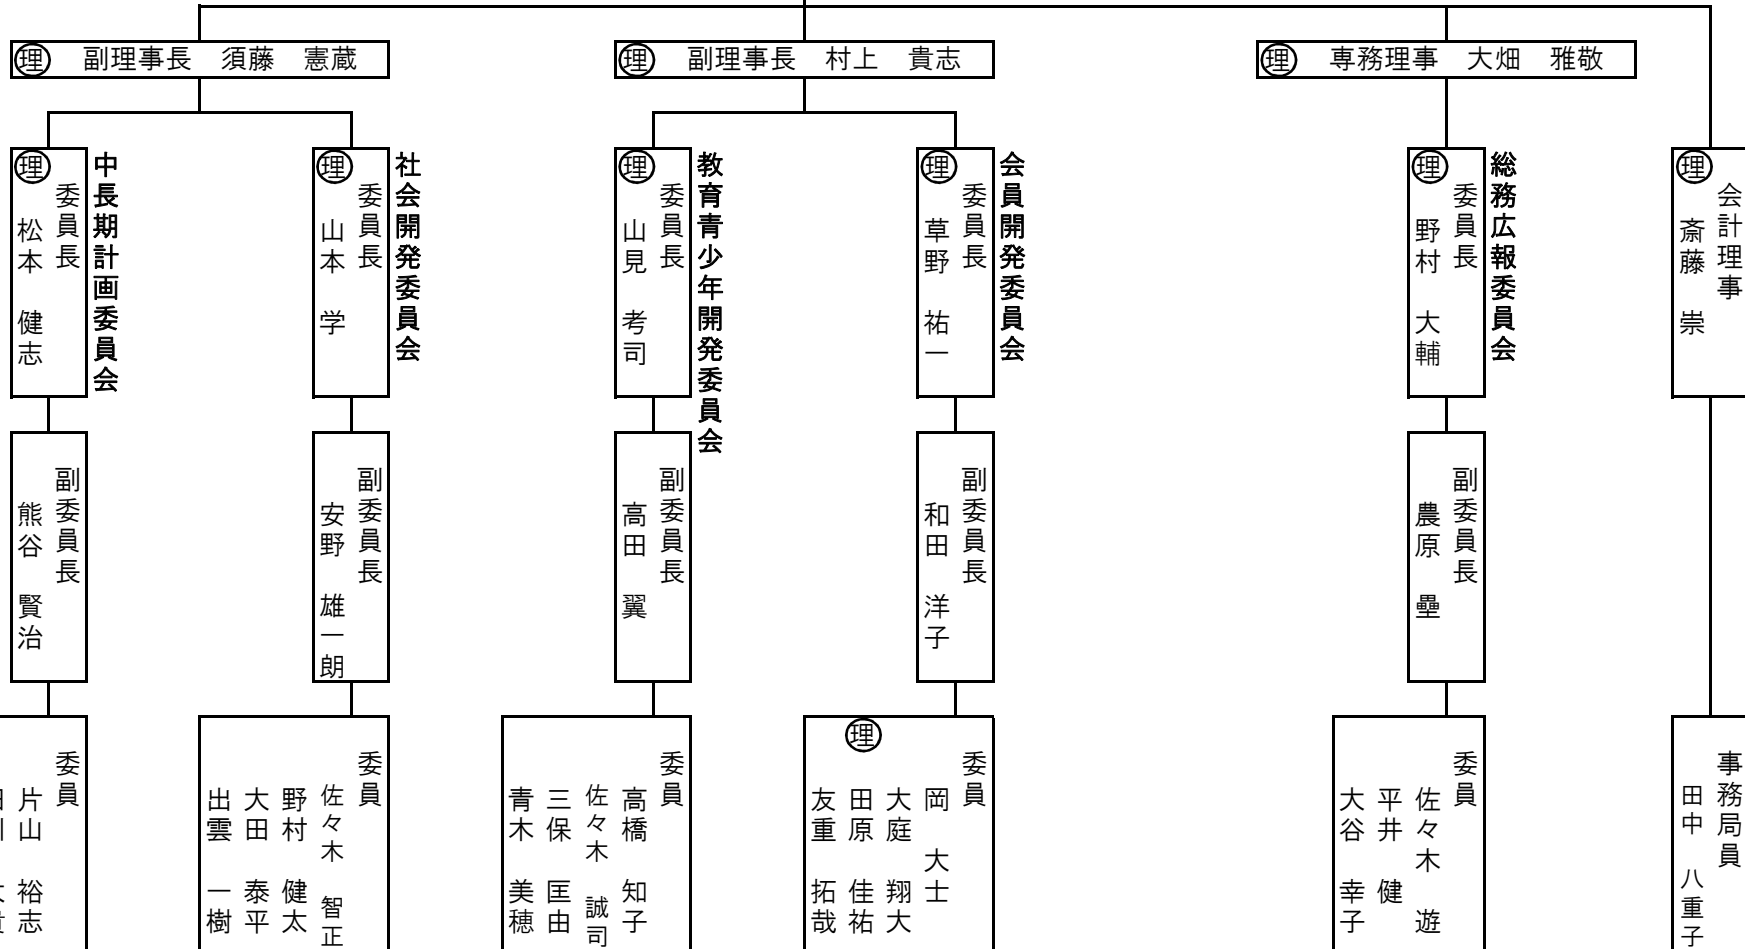 理 副理事長 須藤 憲蔵
理 副理事長 村上 貴志
理 専務理事 大畑 雅敬
中長期計画委員会
理 委員長
松本 健志
社会開発委員会
理 委員長
山本 学
教育青少年開発委員会
理 委員長
山見 考司
会員開発委員会
理 委員長
草野 祐一
総務広報委員会
理 委員長
野村 大輔
理 会計理事
斎藤 崇
副委員長
熊谷 賢治
副委員長
安野 雄一朗
副委員長
高田 翼
副委員長
和田 洋子
副委員長
農原 壘
委員
片山 裕志
委員
佐々木 智正
野村 健太
大田 泰平
出雲 一樹
委員
高橋 知子
佐々木 誠司
三保 匡由
青木 美穂
委員
岡 大士
大庭 翔大
理 田原 佳祐
友重 拓哉
委員
佐々木 遊
平井 健
大谷 幸子
事務局員
田中 八重子